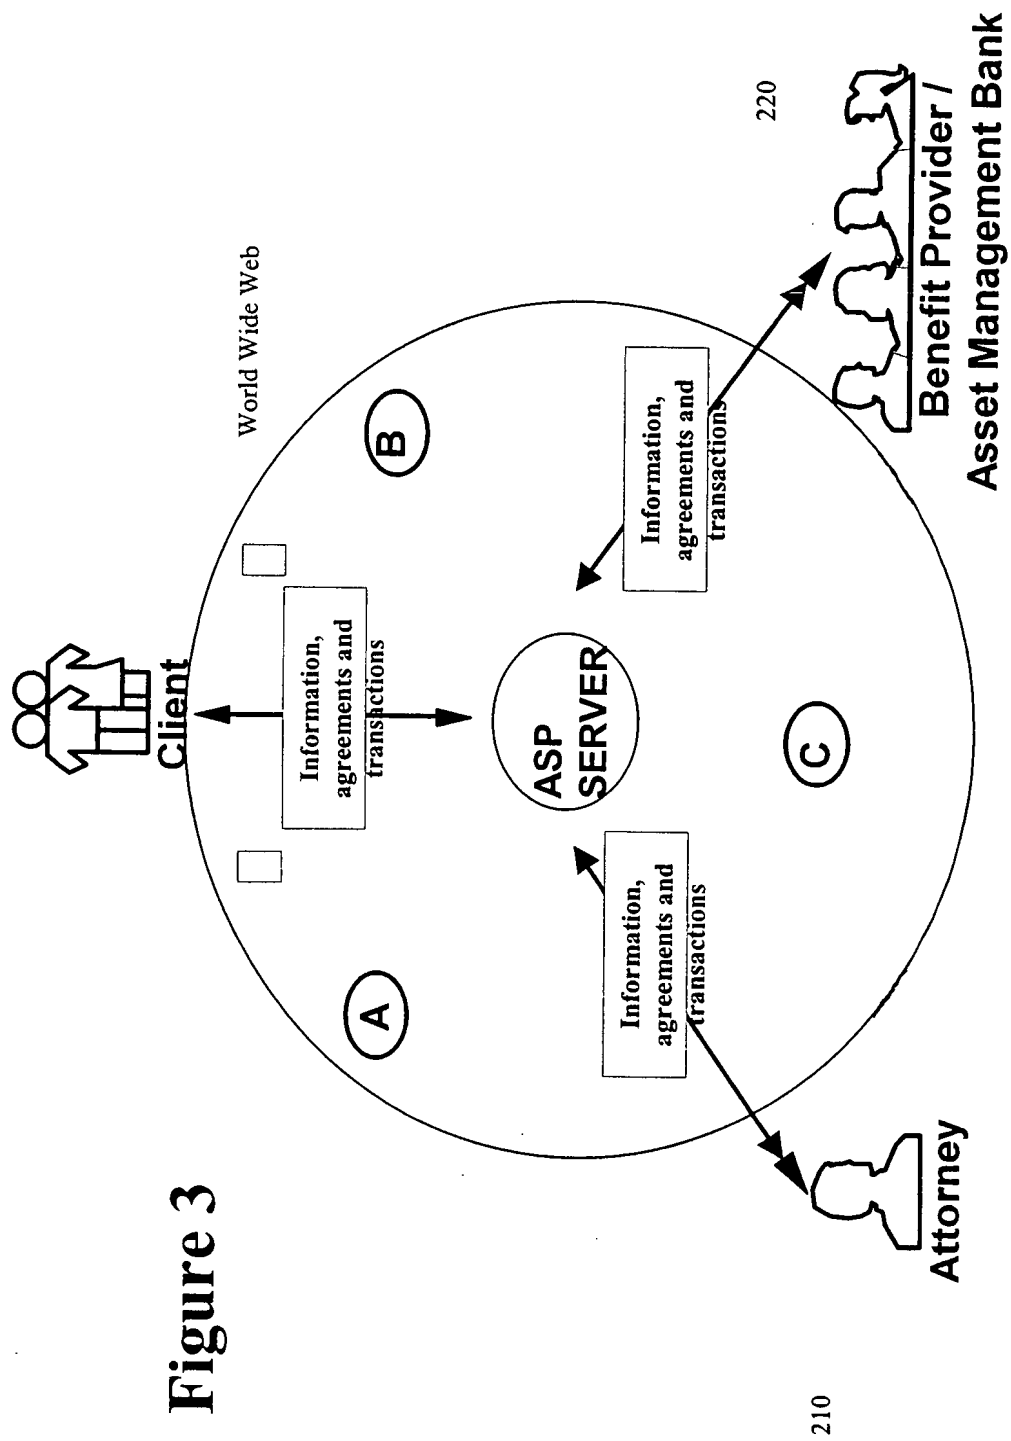 Figure 3
Client
World Wide Web
Information,
agreements and
transactions
A
B
ASP
SERVER
Information,
agreements and
transactions
Information,
agreements and
transactions
C
220
210
Attorney
Benefit Provider /
Asset Management Bank